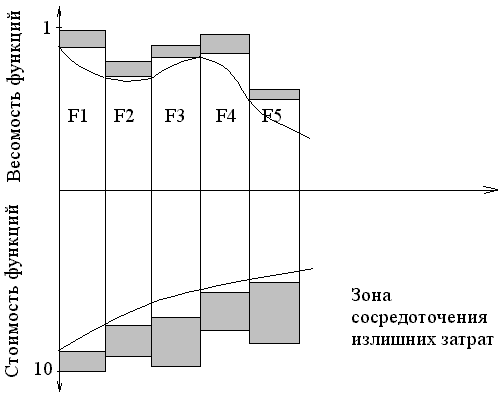 1
Весомость функций
F1 F2 F3 F4 F5
Стоимость функций
10
Зона
сосредоточения
излишних затрат